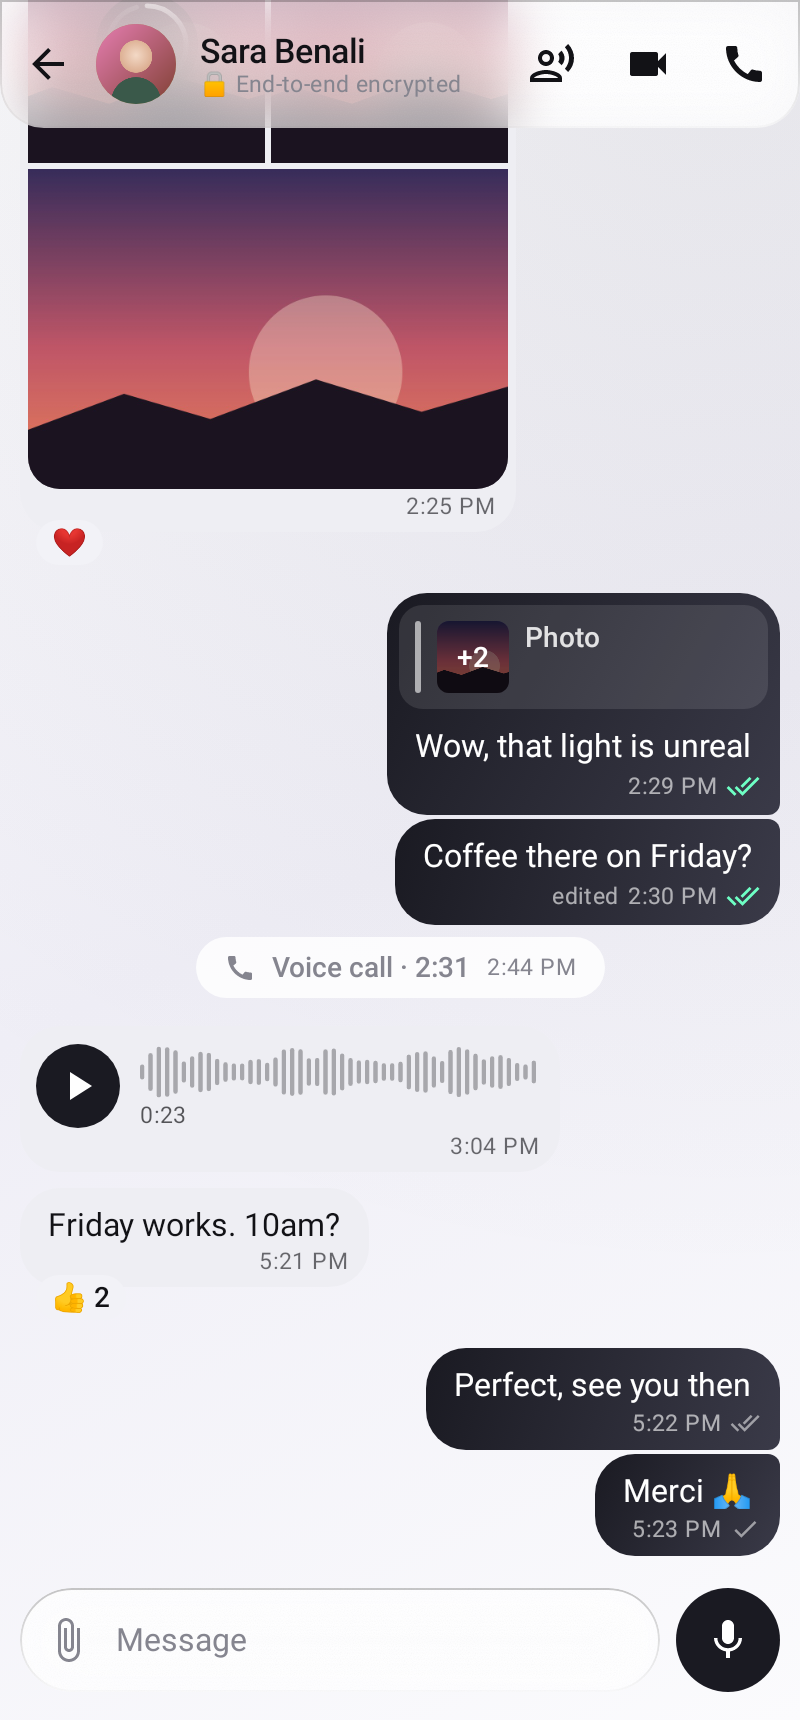 Sara Benali
🔒 End-to-end encrypted
2:25 PM
❤️
Photo
+2
Wow, that light is unreal
2:29 PM
Coffee there on Friday?
edited 2:30 PM
Voice call · 2:31 2:44 PM
0:23
3:04 PM
Friday works. 10am?
5:21 PM
👍 2
Perfect, see you then
5:22 PM
Merci 🙏
5:23 PM
Message